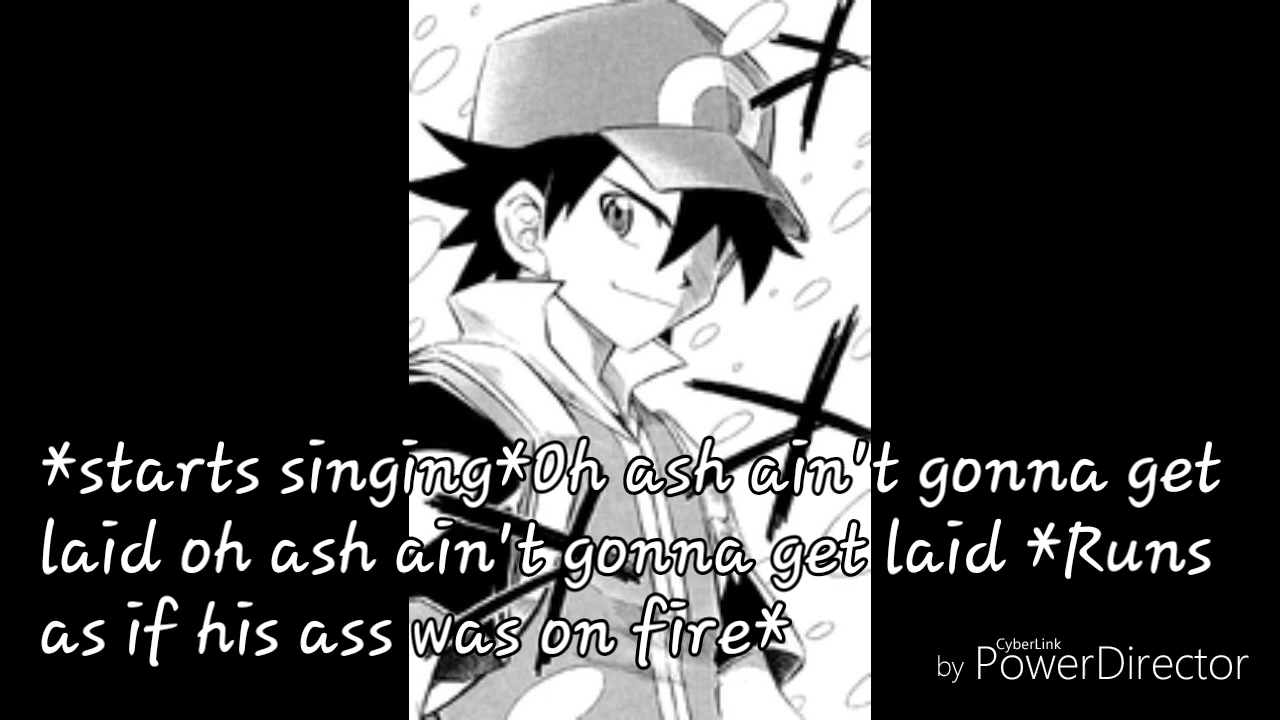 *starts singing*Oh ash ain't gonna get
laid oh ash ain't gonna get laid *Runs
as if his ass was on fire*
CyberLink
by PowerDirector